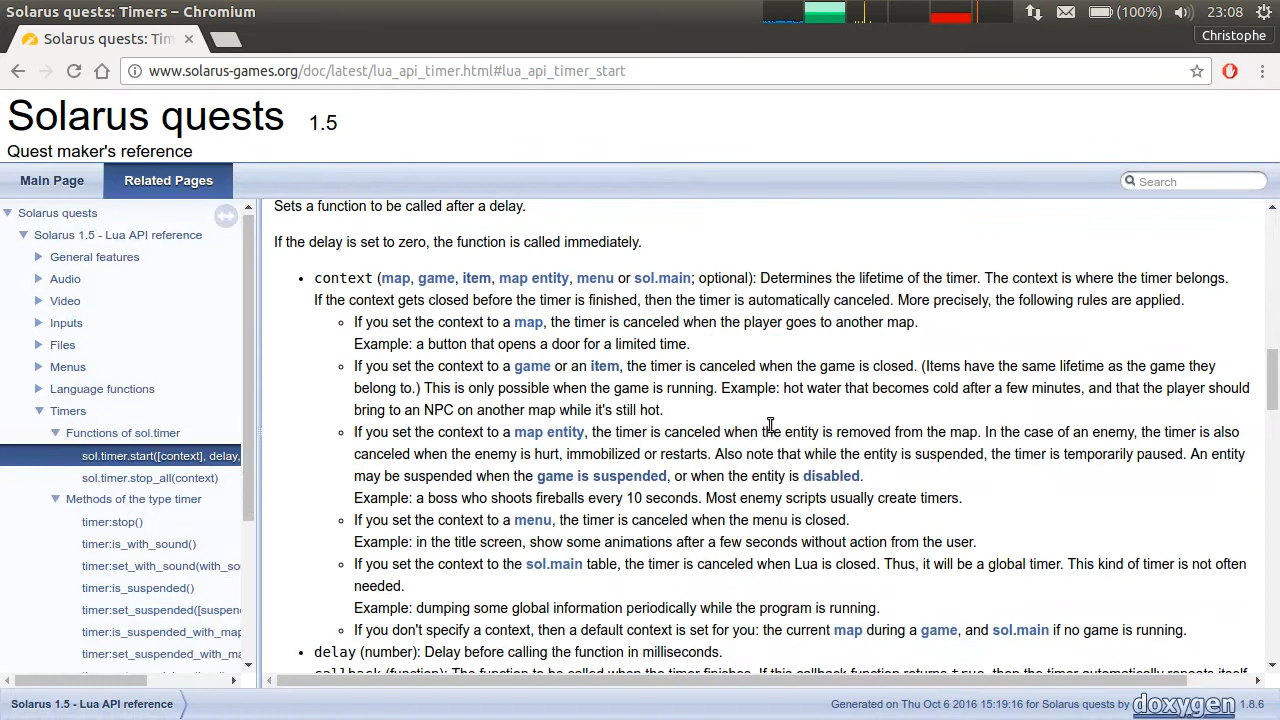 Solarus quests: Timers – Chromium
(100%)
23:08
Solarus quests: Tim
Christophe
www.solarus-games.org/doc/latest/lua_api_timer.html#lua_api_timer_start
Solarus quests 1.5
Quest maker's reference
Main Page
Related Pages
Search
Solarus quests
Solarus 1.5 - Lua API reference
General features
Audio
Video
Inputs
Files
Menus
Language functions
Timers
Functions of sol.timer
sol.timer.start([context], delay,
sol.timer.stop_all(context)
Methods of the type timer
timer:stop()
timer:is_with_sound()
timer:set_with_sound(with_so
timer:is_suspended()
timer:set_suspended([suspen
timer:is_suspended_with_map
timer:set_suspended_with_ma
Sets a function to be called after a delay.
If the delay is set to zero, the function is called immediately.
• context (map, game, item, map entity, menu or sol.main; optional): Determines the lifetime of the timer. The context is where the timer belongs.
If the context gets closed before the timer is finished, then the timer is automatically canceled. More precisely, the following rules are applied.
If you set the context to a map, the timer is canceled when the player goes to another map.
Example: a button that opens a door for a limited time.
If you set the context to a game or an item, the timer is canceled when the game is closed. (Items have the same lifetime as the game they
belong to.) This is only possible when the game is running. Example: hot water that becomes cold after a few minutes, and that the player should
bring to an NPC on another map while it's still hot.
If you set the context to a map entity, the timer is canceled when the entity is removed from the map. In the case of an enemy, the timer is also
canceled when the enemy is hurt, immobilized or restarts. Also note that while the entity is suspended, the timer is temporarily paused. An entity
may be suspended when the game is suspended, or when the entity is disabled.
Example: a boss who shoots fireballs every 10 seconds. Most enemy scripts usually create timers.
If you set the context to a menu, the timer is canceled when the menu is closed.
Example: in the title screen, show some animations after a few seconds without action from the user.
If you set the context to the sol.main table, the timer is canceled when Lua is closed. Thus, it will be a global timer. This kind of timer is not often
needed.
Example: dumping some global information periodically while the program is running.
If you don't specify a context, then a default context is set for you: the current map during a game, and sol.main if no game is running.
• delay (number): Delay before calling the function in milliseconds.
callback (function): The function to be called when the timer finishes. If this callback function returns true, then the timer automatically repeats itself
Solarus 1.5 - Lua API reference
Generated on Thu Oct 6 2016 15:19:16 for Solarus quests by doxygen 1.8.6